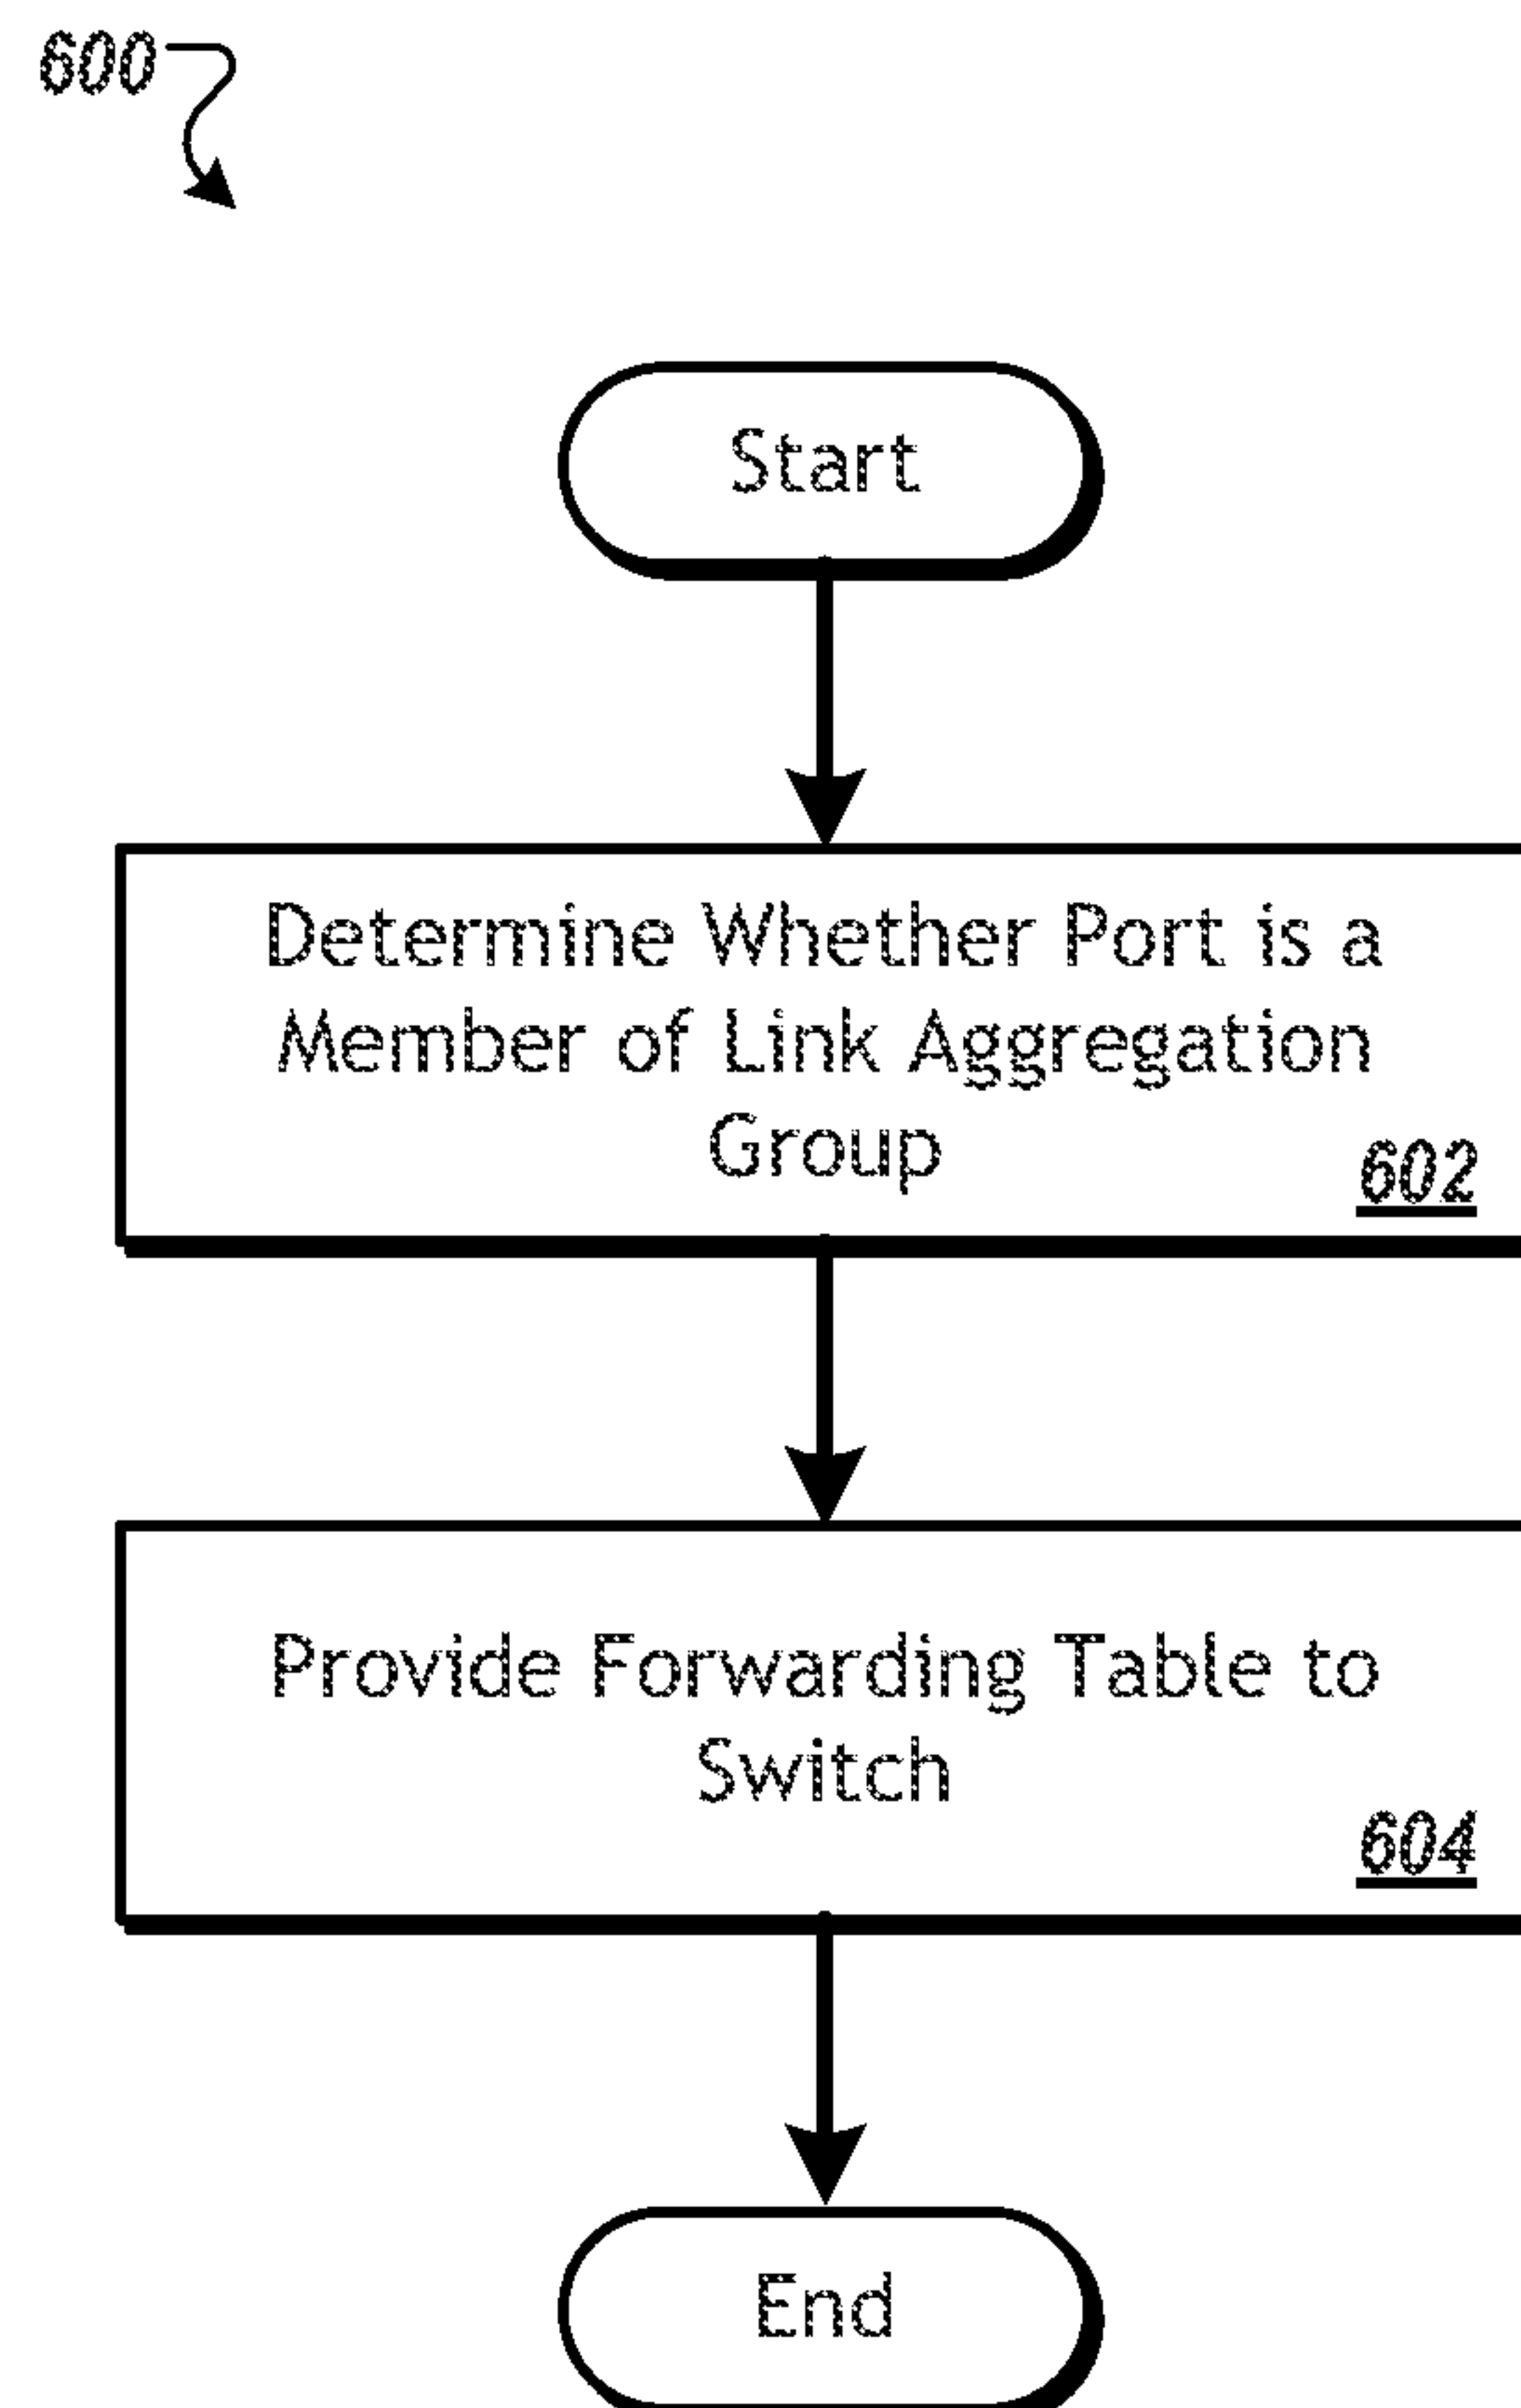 600
Start
Determine Whether Port is a
Member of Link Aggregation
Group
602
Provide Forwarding Table to
Switch
604
End